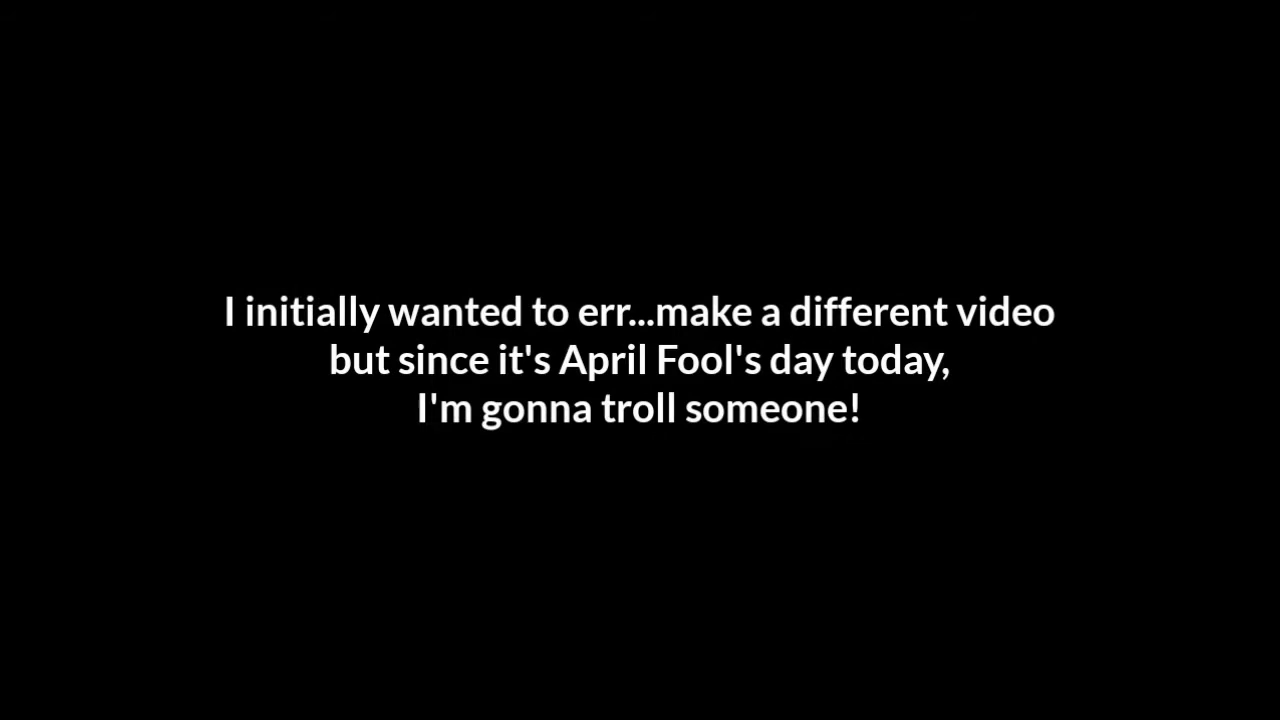 I initially wanted to err...make a different video
but since it's April Fool's day today,
I'm gonna troll someone!